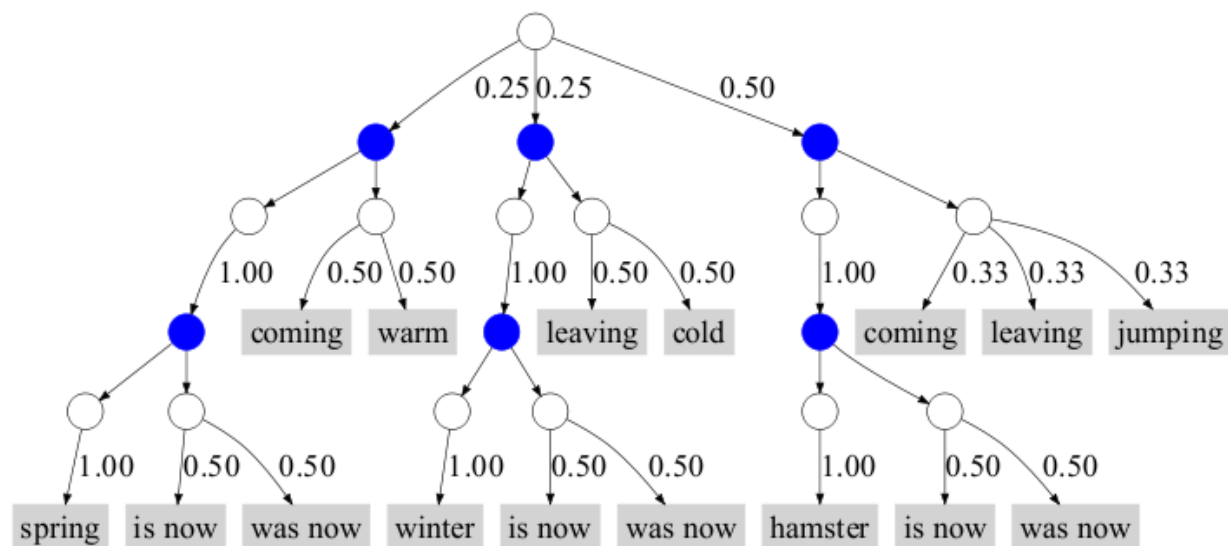 0.25 0.25 0.50
1.00 0.50 0.50 1.00 0.50 0.50 1.00 0.33 0.33 0.33
coming warm leaving cold coming leaving jumping
1.00 0.50 0.50 1.00 0.50 0.50 1.00 0.50 0.50
spring is now was now winter is now was now hamster is now was now